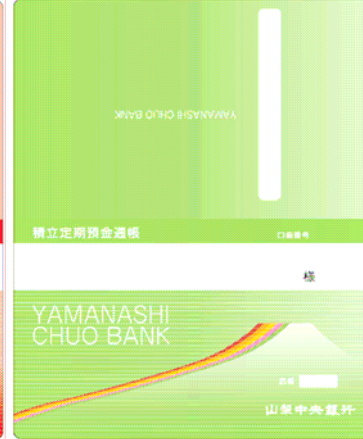 YAMANASHI CHUO BANK
積立定期預金通帳
口座番号
様
YAMANASHI
CHUO BANK
店番
山梨中央銀行